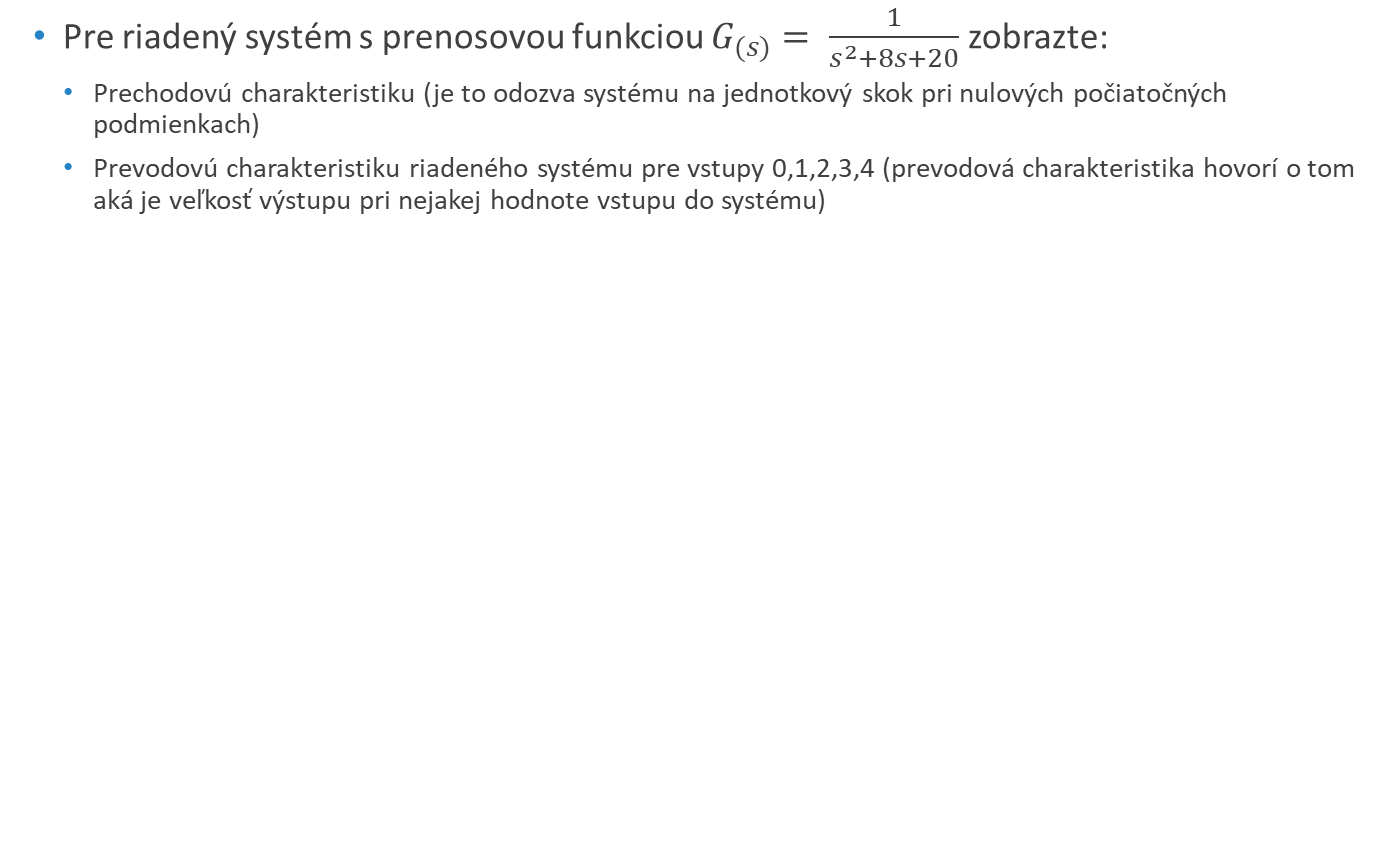 • Pre riadený systém s prenosovou funkciou 𝐺₍ₛ₎ = 1/(𝑠²+8𝑠+20) zobrazte:
• Prechodovú charakteristiku (je to odozva systému na jednotkový skok pri nulových počiatočných
podmienkach)
• Prevodovú charakteristiku riadeného systému pre vstupy 0,1,2,3,4 (prevodová charakteristika hovorí o tom
aká je veľkosť výstupu pri nejakej hodnote vstupu do systému)